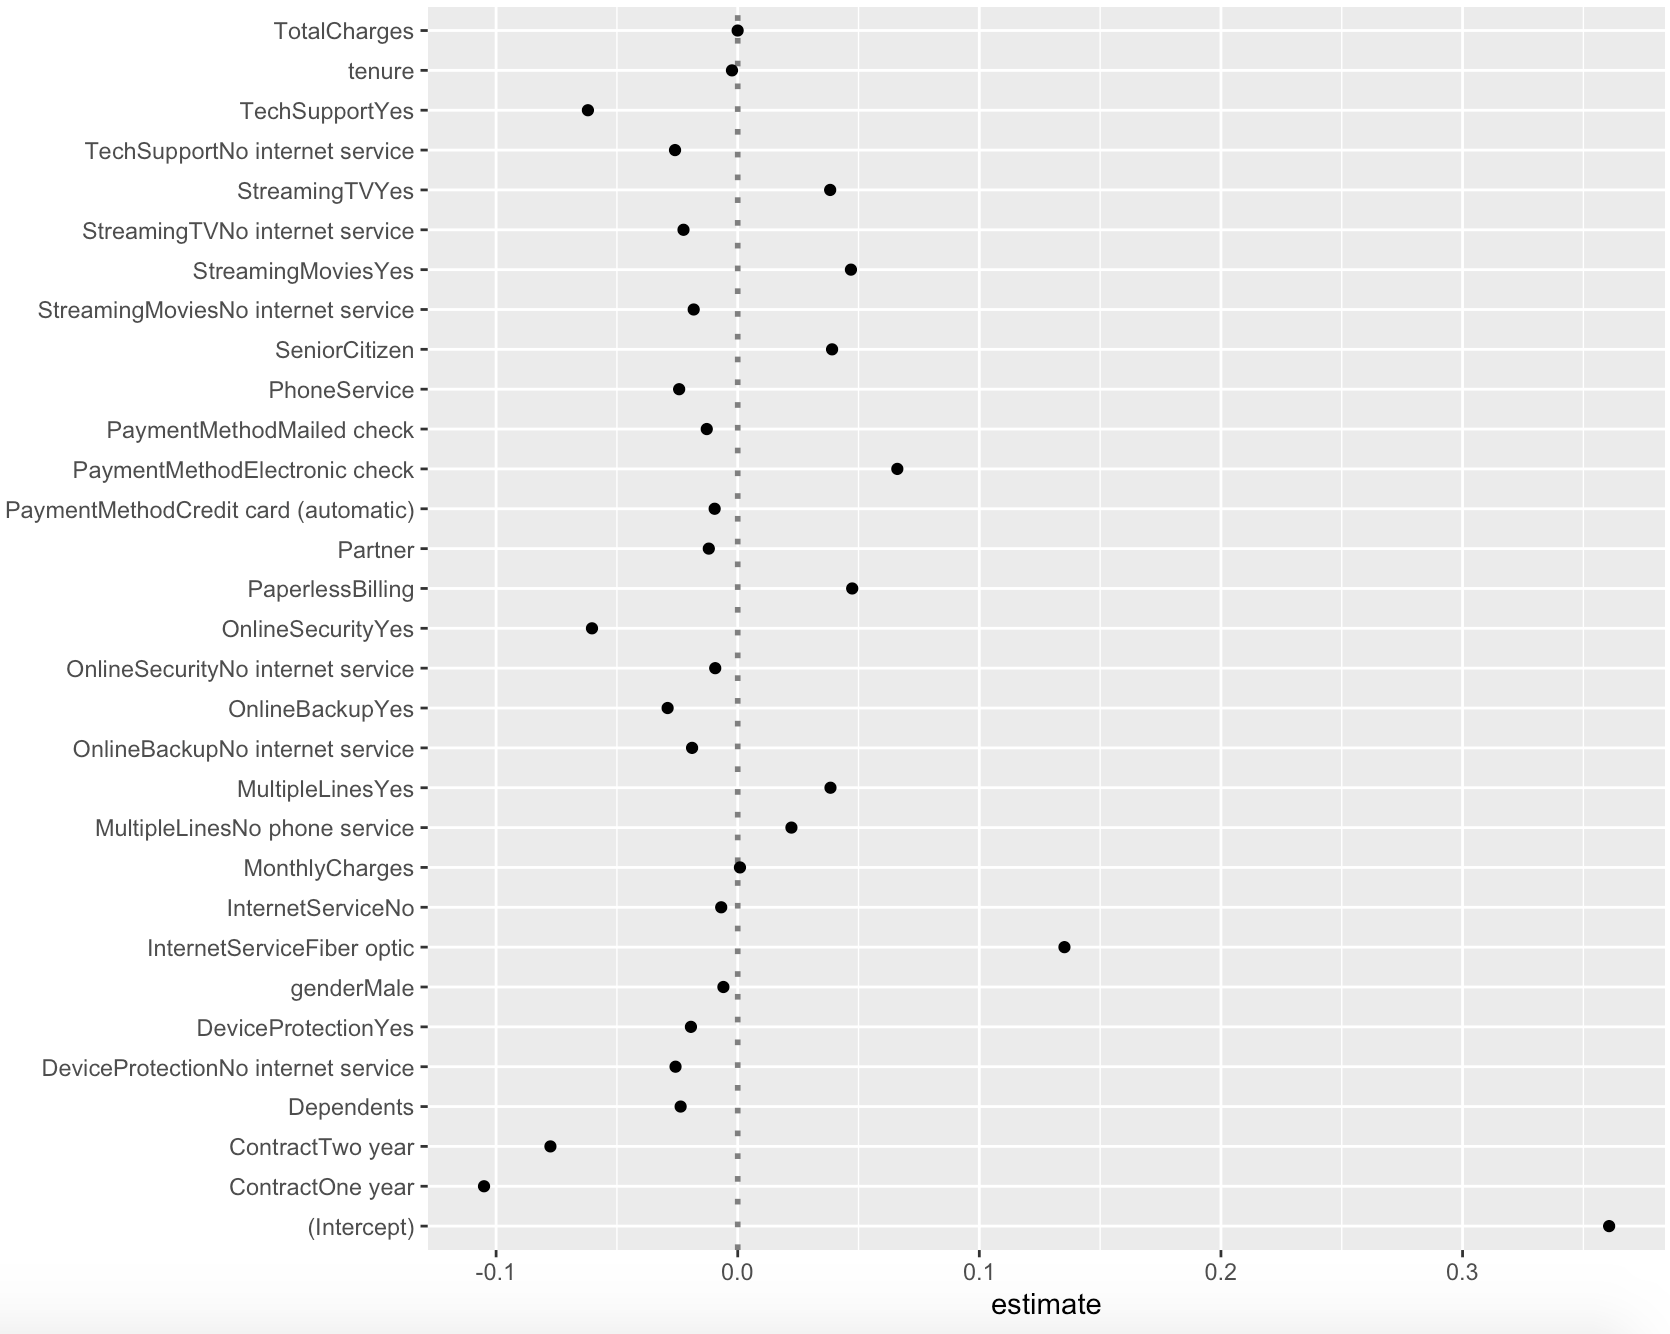 TotalCharges
tenure
TechSupportYes
TechSupportNo internet service
StreamingTVYes
StreamingTVNo internet service
StreamingMoviesYes
StreamingMoviesNo internet service
SeniorCitizen
PhoneService
PaymentMethodMailed check
PaymentMethodElectronic check
PaymentMethodCredit card (automatic)
Partner
PaperlessBilling
OnlineSecurityYes
OnlineSecurityNo internet service
OnlineBackupYes
OnlineBackupNo internet service
MultipleLinesYes
MultipleLinesNo phone service
MonthlyCharges
InternetServiceNo
InternetServiceFiber optic
genderMale
DeviceProtectionYes
DeviceProtectionNo internet service
Dependents
ContractTwo year
ContractOne year
(Intercept)
-0.1 0.0 0.1 0.2 0.3
estimate